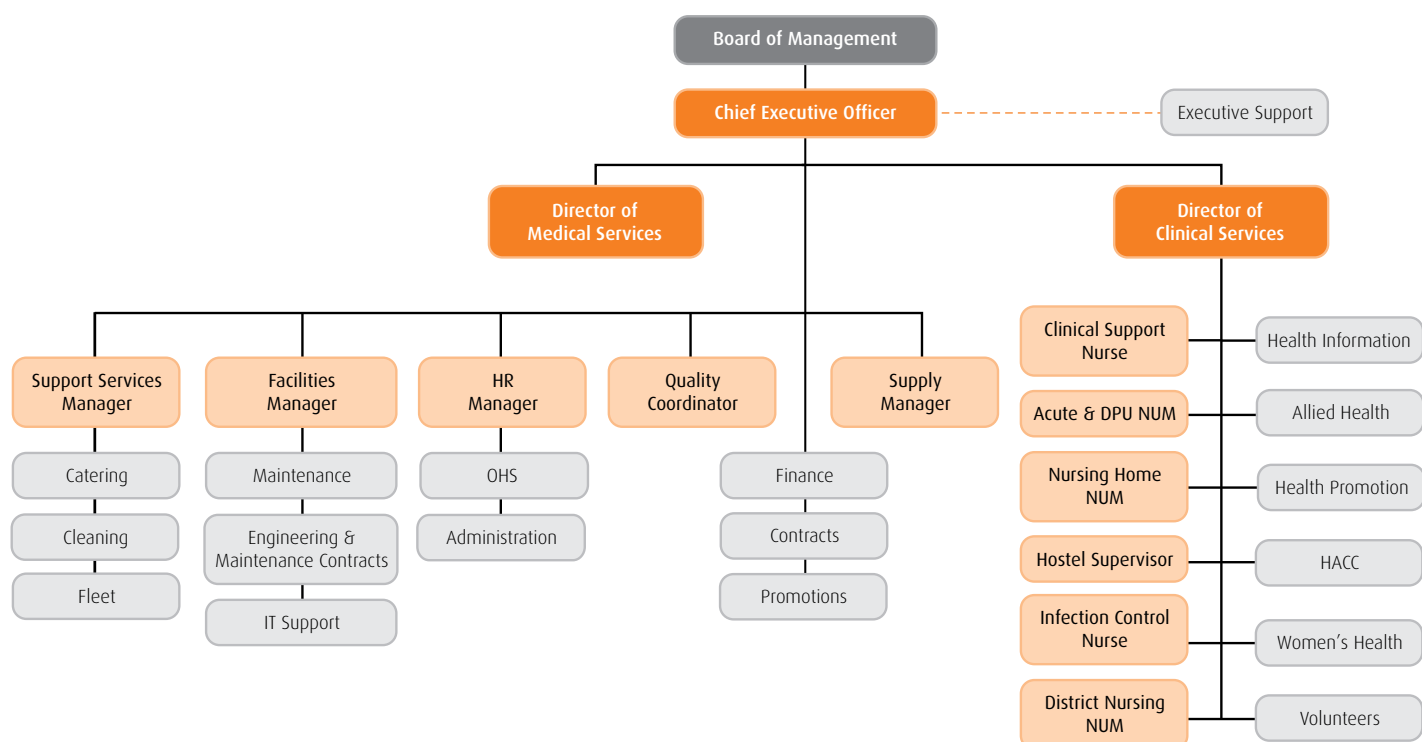 Board of Management
Chief Executive Officer
Executive Support
Director of
Medical Services
Director of
Clinical Services
Support Services
Manager
Catering
Cleaning
Fleet
Facilities
Manager
Maintenance
Engineering &
Maintenance Contracts
IT Support
HR
Manager
OHS
Administration
Quality
Coordinator
Finance
Contracts
Promotions
Supply
Manager
Clinical Support
Nurse
Acute & DPU NUM
Nursing Home
NUM
Hostel Supervisor
Infection Control
Nurse
District Nursing
NUM
Health Information
Allied Health
Health Promotion
HACC
Women's Health
Volunteers